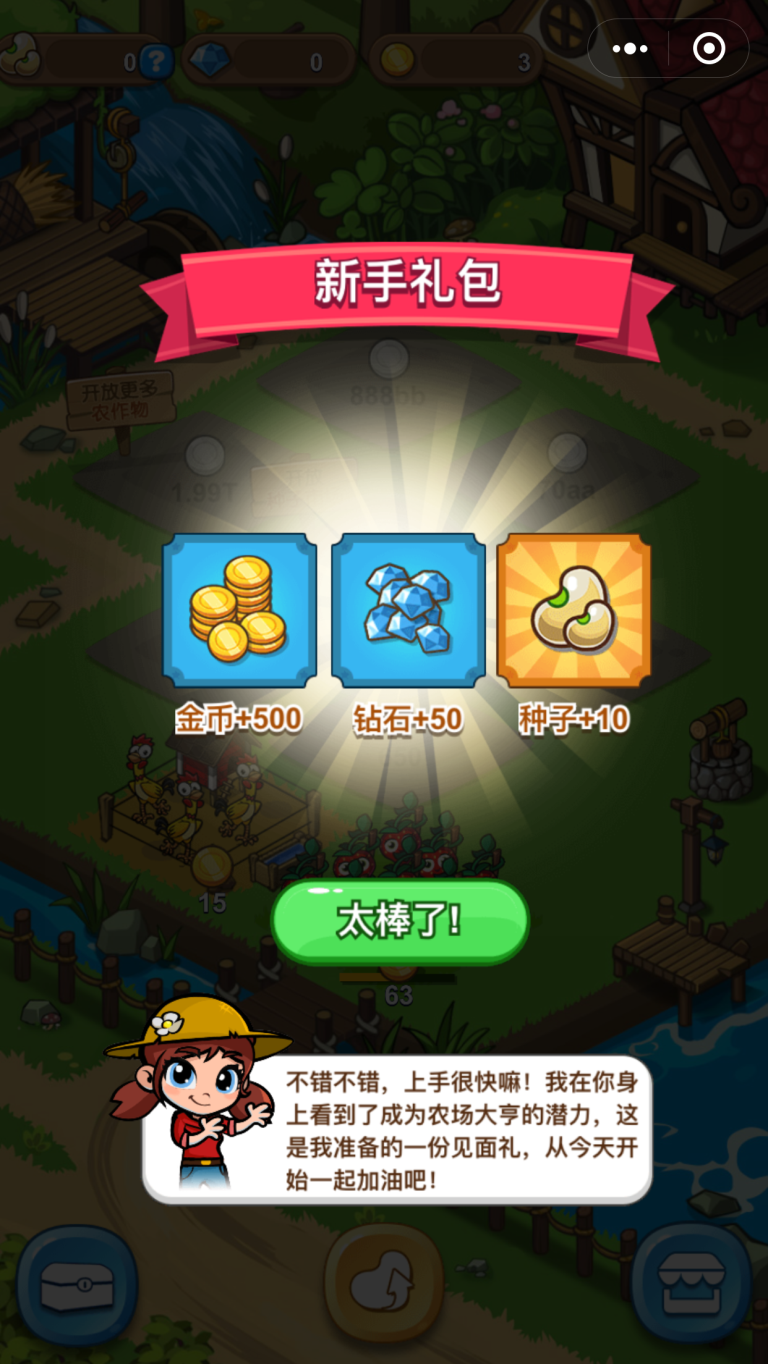 0
?
0
3
新手礼包
开放更多
农作物
888bb
1.99T
金币+500
钻石+50
种子+10
15
太棒了!
63
不错不错，上手很快嘛！我在你身
上看到了成为农场大亨的潜力，这
是我准备的一份见面礼，从今天开
始一起加油吧！